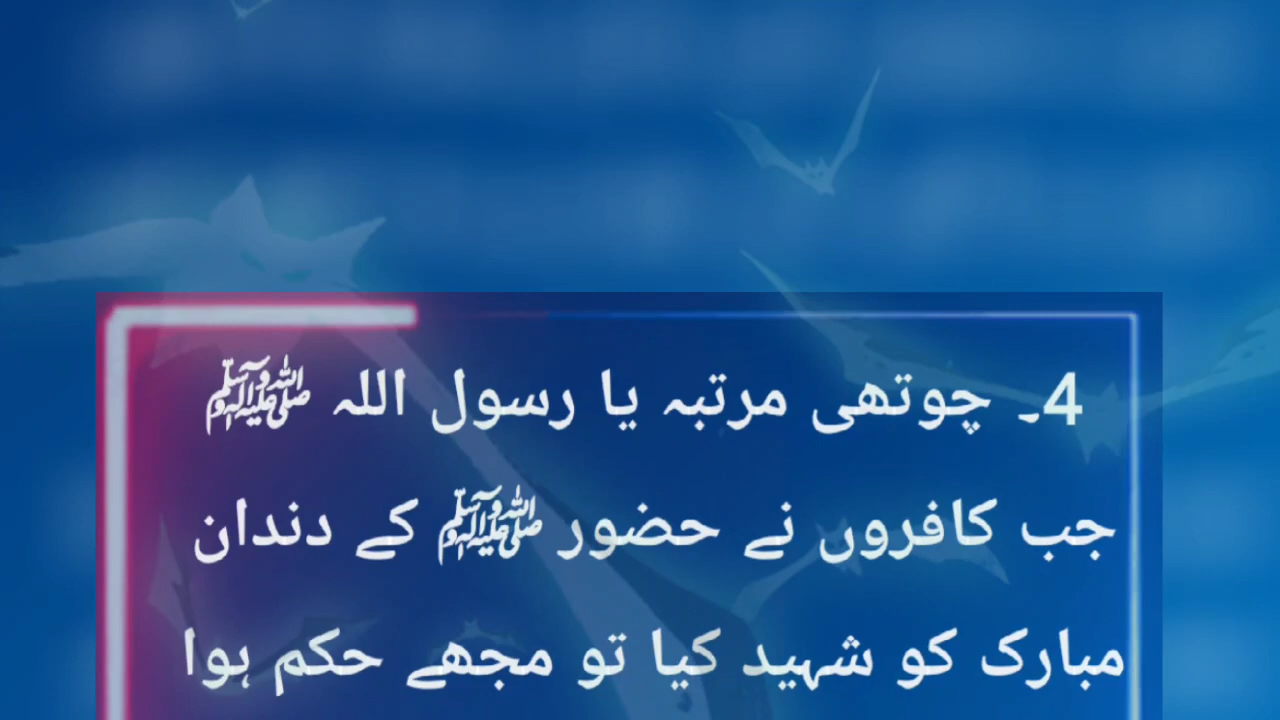 4۔ چوتھی مرتبہ یا رسول اللہ ﷺ
جب کافروں نے حضور ﷺ کے دندان
مبارک کو شہید کیا تو مجھے حکم ہوا